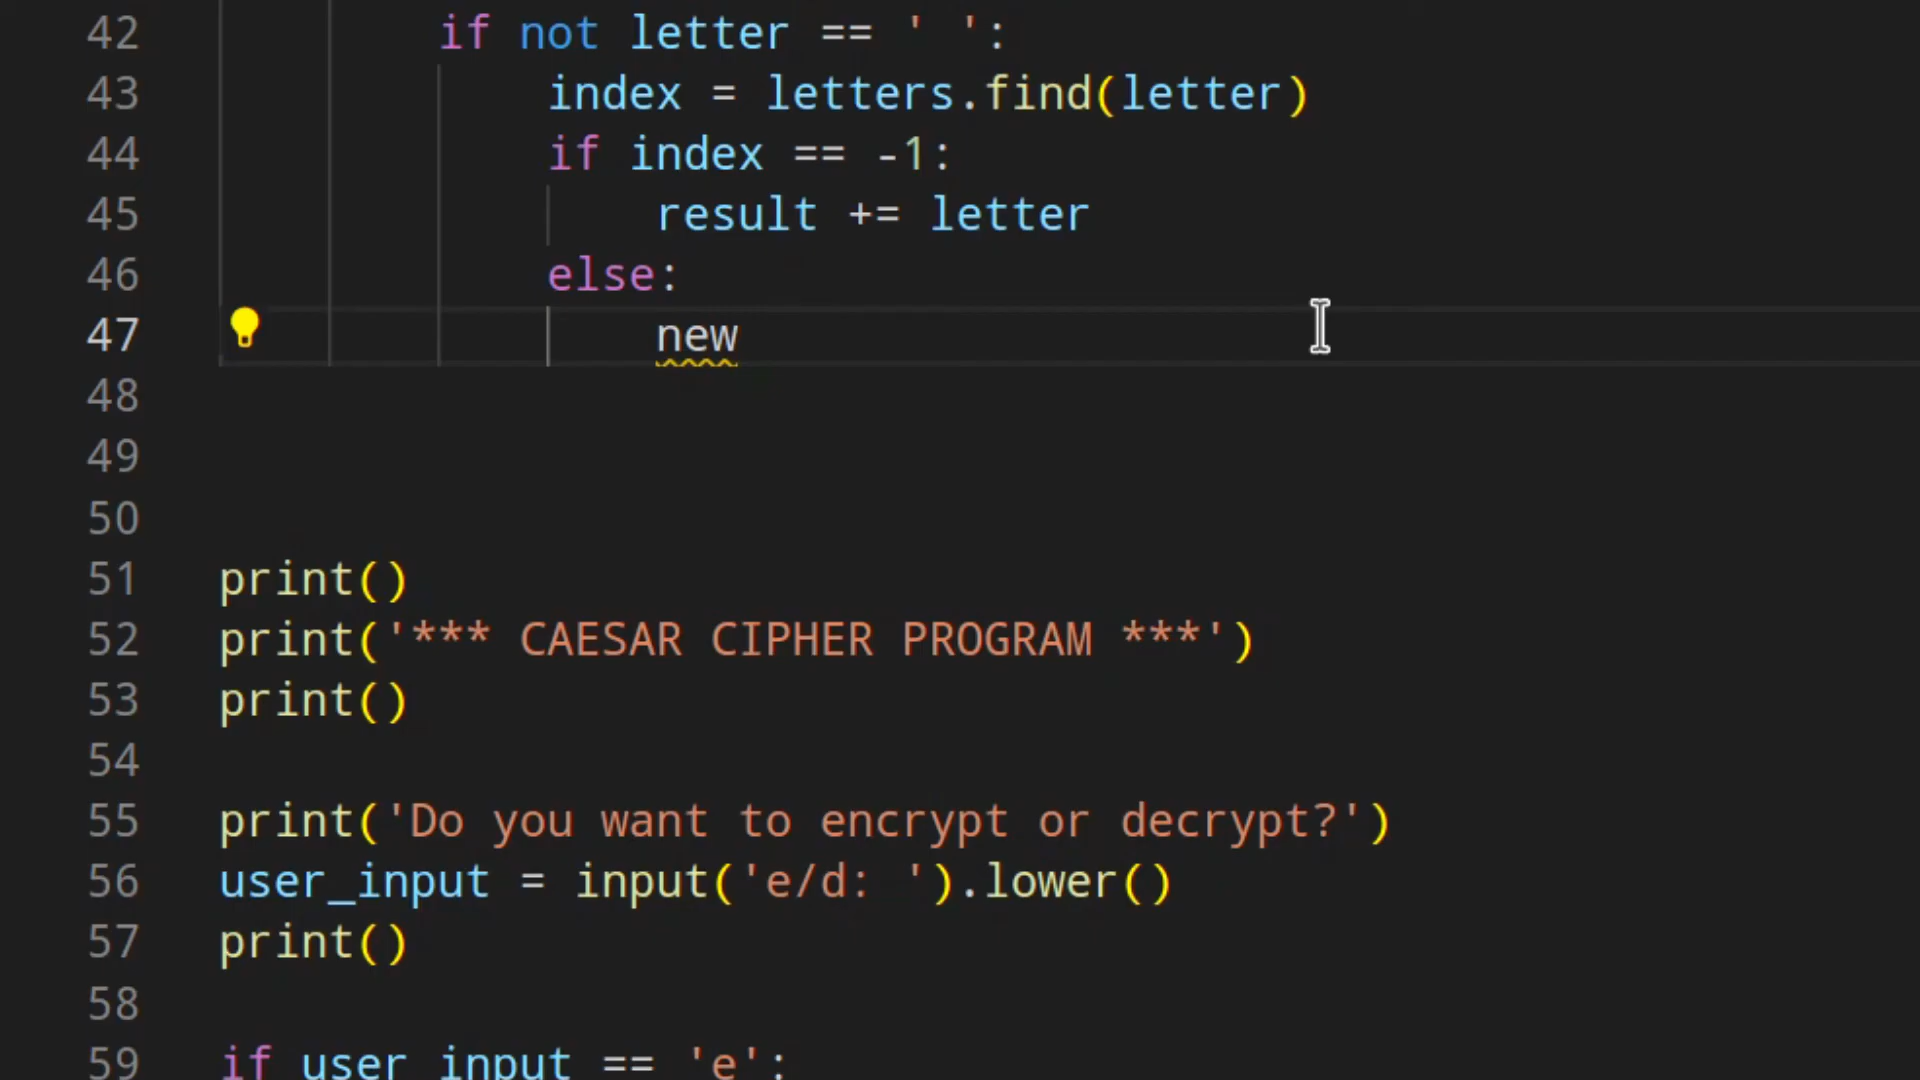 42 if not letter == ' ':
43 index = letters.find(letter)
44 if index == -1:
45 result += letter
46 else:
47 new
48
49
50
51 print()
52 print('*** CAESAR CIPHER PROGRAM ***')
53 print()
54
55 print('Do you want to encrypt or decrypt?')
56 user_input = input('e/d: ').lower()
57 print()
58
59 if user_input == 'e':